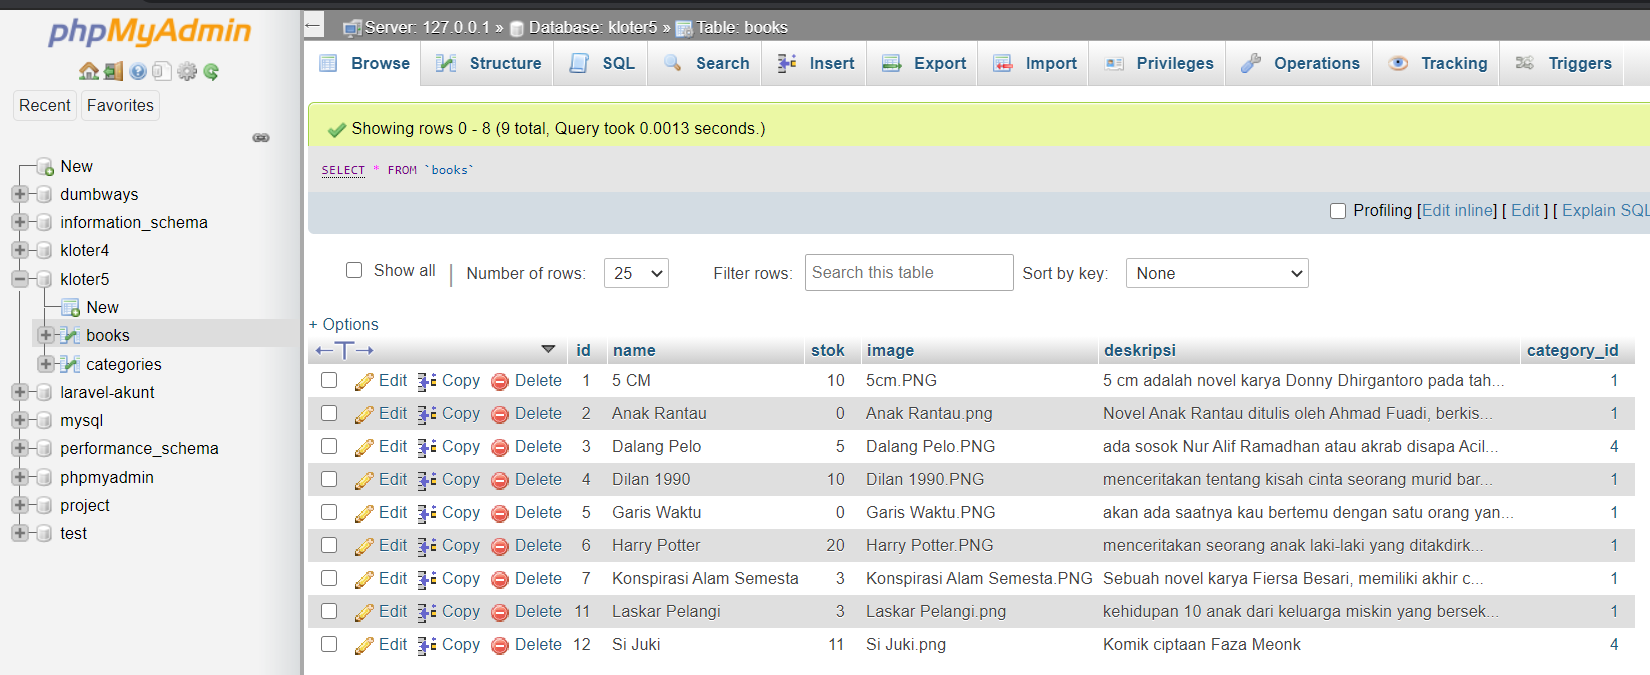 phpMyAdmin
Recent Favorites
New
dumbways
information_schema
kloter4
kloter5
New
books
categories
laravel-akunt
mysql
performance_schema
phpmyadmin
project
test
Server: 127.0.0.1 » Database: kloter5 » Table: books
Browse Structure SQL Search Insert Export Import Privileges Operations Tracking Triggers
Showing rows 0 - 8 (9 total, Query took 0.0013 seconds.)
SELECT * FROM `books`
Profiling [Edit inline] [ Edit ] [ Explain SQL
Show all | Number of rows: 25 Filter rows: Search this table Sort by key: None
+ Options
←T→ id name stok image deskripsi category_id
Edit Copy Delete 1 5 CM 10 5cm.PNG 5 cm adalah novel karya Donny Dhirgantoro pada tah... 1
Edit Copy Delete 2 Anak Rantau 0 Anak Rantau.png Novel Anak Rantau ditulis oleh Ahmad Fuadi, berkis... 1
Edit Copy Delete 3 Dalang Pelo 5 Dalang Pelo.PNG ada sosok Nur Alif Ramadhan atau akrab disapa Acil... 4
Edit Copy Delete 4 Dilan 1990 10 Dilan 1990.PNG menceritakan tentang kisah cinta seorang murid bar... 1
Edit Copy Delete 5 Garis Waktu 0 Garis Waktu.PNG akan ada saatnya kau bertemu dengan satu orang yan... 1
Edit Copy Delete 6 Harry Potter 20 Harry Potter.PNG menceritakan seorang anak laki-laki yang ditakdirk... 1
Edit Copy Delete 7 Konspirasi Alam Semesta 3 Konspirasi Alam Semesta.PNG Sebuah novel karya Fiersa Besari, memiliki akhir c... 1
Edit Copy Delete 11 Laskar Pelangi 3 Laskar Pelangi.png kehidupan 10 anak dari keluarga miskin yang bersek... 1
Edit Copy Delete 12 Si Juki 11 Si Juki.png Komik ciptaan Faza Meonk 4